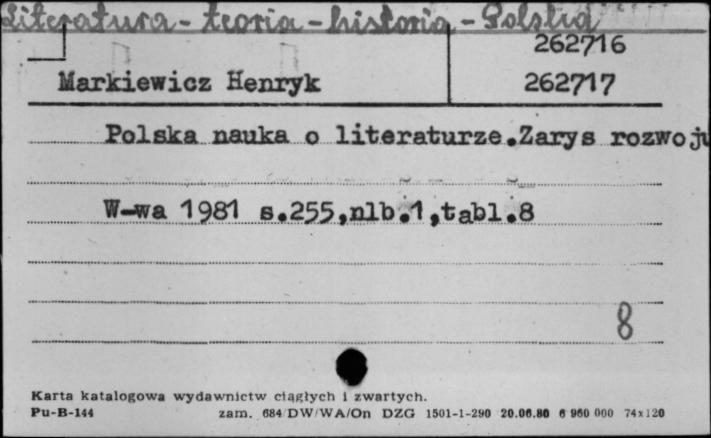 Literatura - teoria - historia - Polska
262716
Markiewicz Henryk 262717
Polska nauka o literaturze.Zarys rozwoju
W-wa 1981 s.255,nlb.1,tabl.8
8
Karta katalogowa wydawnictw ciągłych i zwartych.
Pu-B-144 zam. 684/DW/WA/On DZG 1501-1-290 20.06.80 6 960 000 74x120